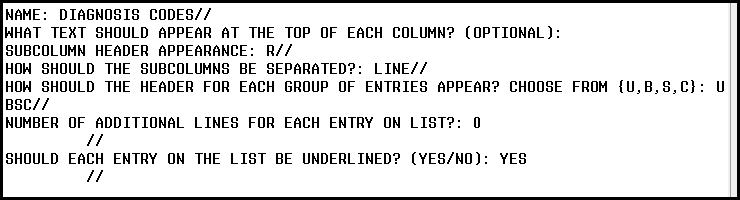 NAME: DIAGNOSIS CODES//
WHAT TEXT SHOULD APPEAR AT THE TOP OF EACH COLUMN? (OPTIONAL):
SUBCOLUMN HEADER APPEARANCE: R//
HOW SHOULD THE SUBCOLUMNS BE SEPARATED?: LINE//
HOW SHOULD THE HEADER FOR EACH GROUP OF ENTRIES APPEAR? CHOOSE FROM {U,B,S,C}: U
BSC//
NUMBER OF ADDITIONAL LINES FOR EACH ENTRY ON LIST?: 0
//
SHOULD EACH ENTRY ON THE LIST BE UNDERLINED? (YES/NO): YES
//